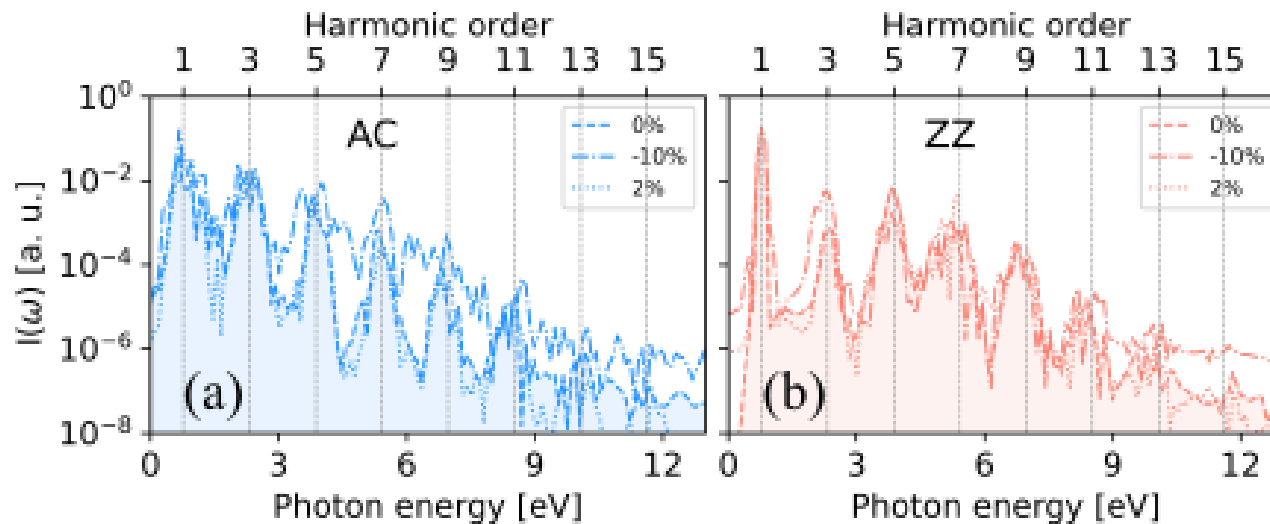 Harmonic order
1 3 5 7 9 11 13 15
Harmonic order
1 3 5 7 9 11 13 15
I(ω) [a. u.]
10^0
10^-2
10^-4
10^-6
10^-8
AC
0%
-10%
2%
(a)
0 3 6 9 12
Photon energy [eV]
ZZ
0%
-10%
2%
(b)
0 3 6 9 12
Photon energy [eV]